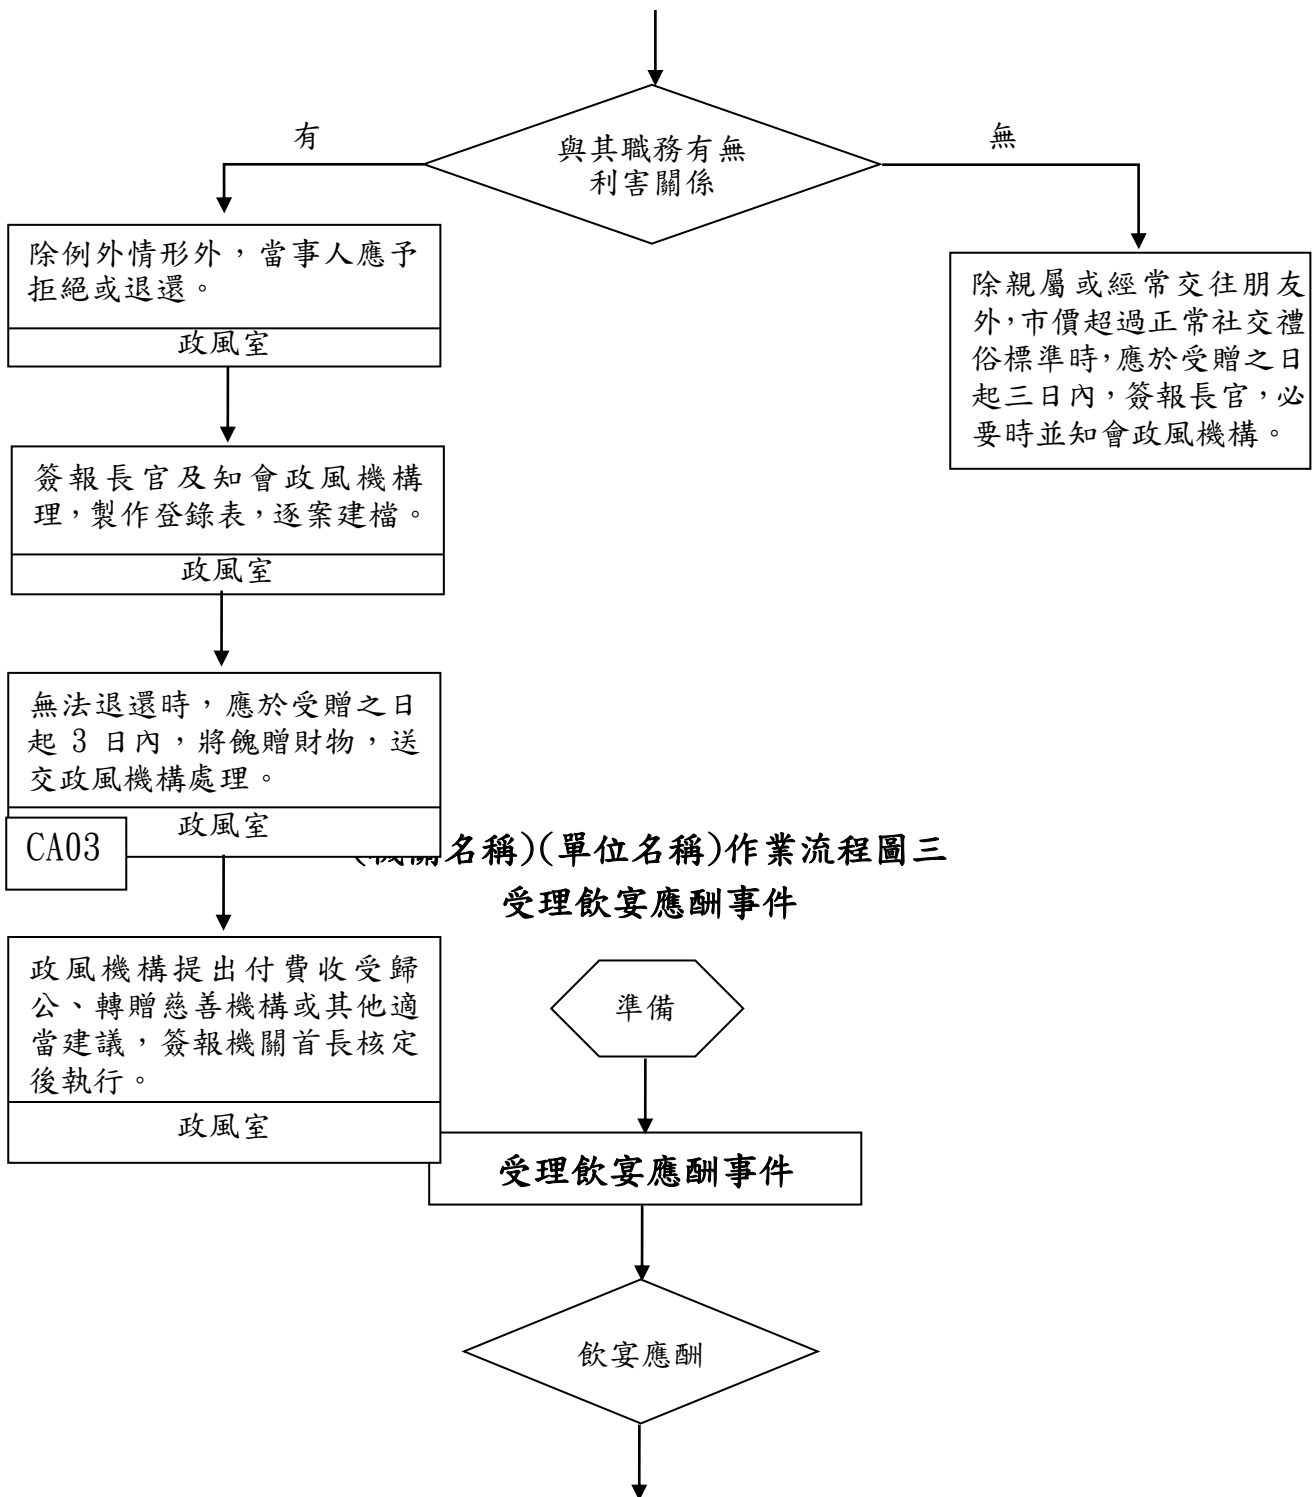 有
與其職務有無
利害關係
無
除例外情形外，當事人應予
拒絕或退還。
政風室
除親屬或經常交往朋友
外，市價超過正常社交禮
俗標準時，應於受贈之日
起三日內，簽報長官，必
要時並知會政風機構。
簽報長官及知會政風機構
理，製作登錄表，逐案建檔。
政風室
無法退還時，應於受贈之日
起 3 日內，將餽贈財物，送
交政風機構處理。
政風室
CA03
(機關名稱)(單位名稱)作業流程圖三
受理飲宴應酬事件
政風機構提出付費收受歸
公、轉贈慈善機構或其他適
當建議，簽報機關首長核定
後執行。
政風室
準備
受理飲宴應酬事件
飲宴應酬